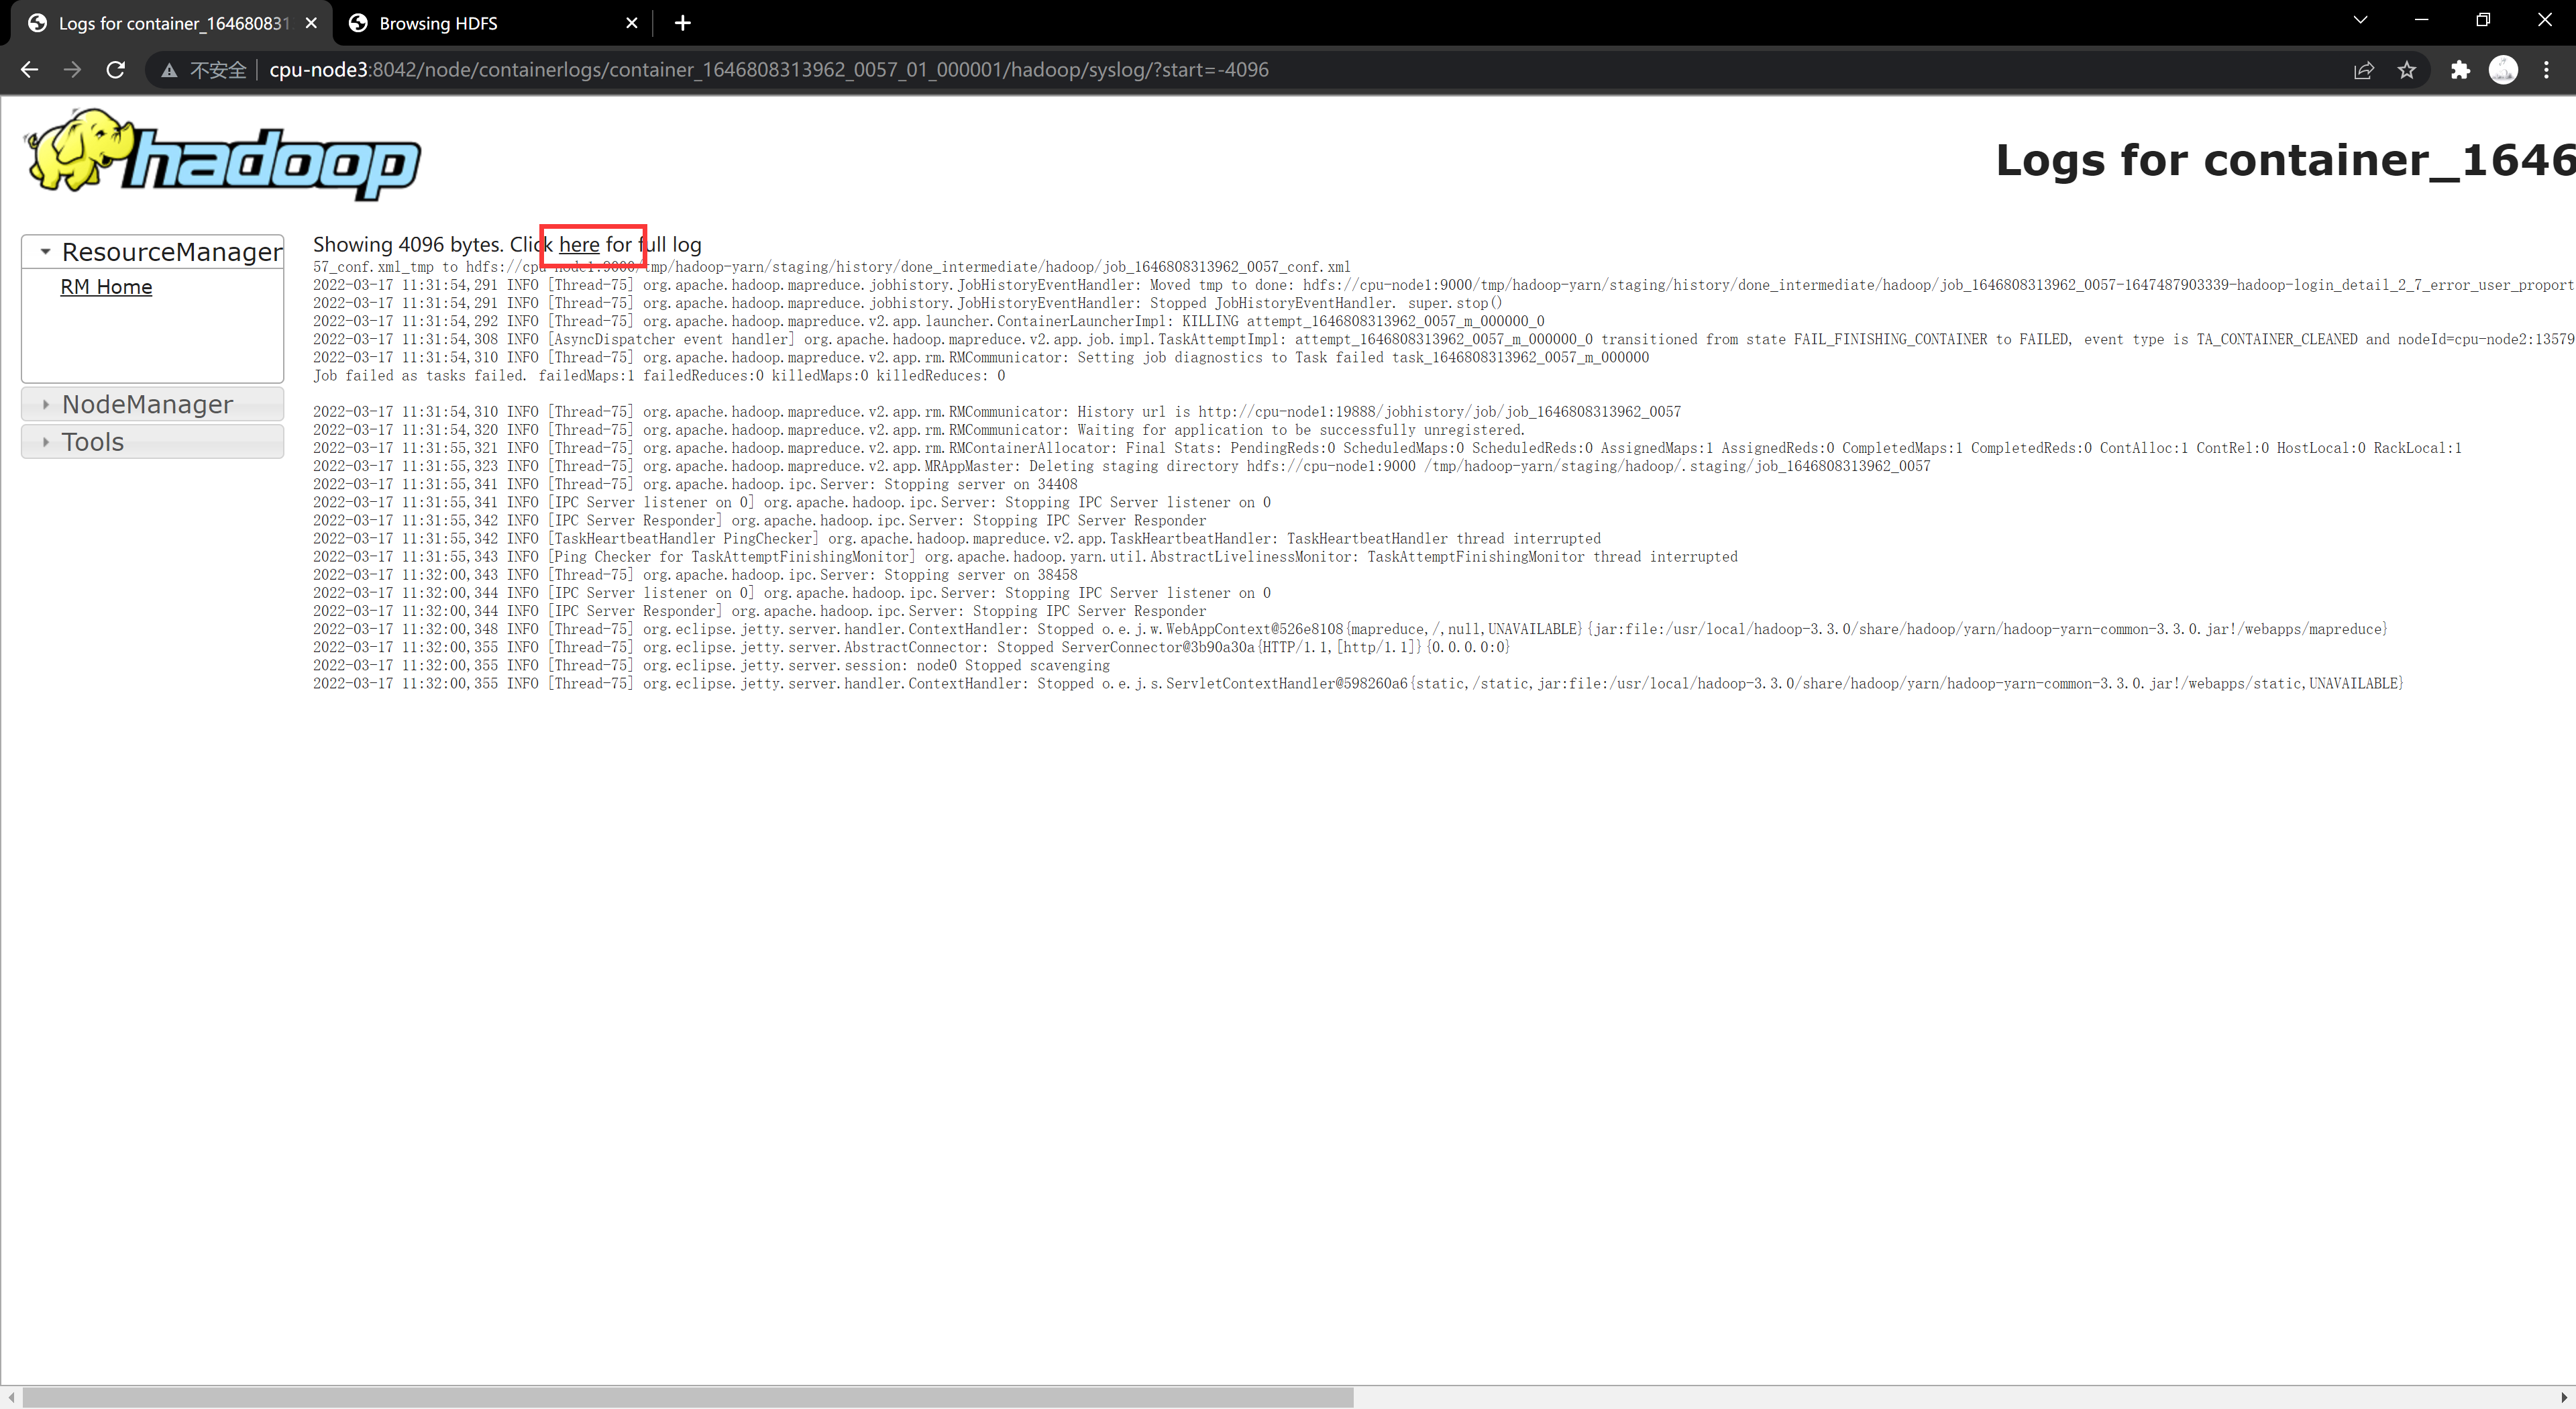 Logs for container_164680831
Browsing HDFS
不安全
cpu-node3:8042/node/containerlogs/container_1646808313962_0057_01_000001/hadoop/syslog/?start=-4096
hadoop
Logs for container_1646
ResourceManager
RM Home
NodeManager
Tools
Showing 4096 bytes. Click here for full log
57_conf.xml_tmp to hdfs://cpu-node1:9000/tmp/hadoop-yarn/staging/history/done_intermediate/hadoop/job_1646808313962_0057_conf.xml
2022-03-17 11:31:54,291 INFO [Thread-75] org.apache.hadoop.mapreduce.jobhistory.JobHistoryEventHandler: Moved tmp to done: hdfs://cpu-node1:9000/tmp/hadoop-yarn/staging/history/done_intermediate/hadoop/job_1646808313962_0057-1647487903339-hadoop-login_detail_2_7_error_user_proport
2022-03-17 11:31:54,291 INFO [Thread-75] org.apache.hadoop.mapreduce.jobhistory.JobHistoryEventHandler: Stopped JobHistoryEventHandler. super.stop()
2022-03-17 11:31:54,292 INFO [Thread-75] org.apache.hadoop.mapreduce.v2.app.launcher.ContainerLauncherImpl: KILLING attempt_1646808313962_0057_m_000000_0
2022-03-17 11:31:54,308 INFO [AsyncDispatcher event handler] org.apache.hadoop.mapreduce.v2.app.job.impl.TaskAttemptImpl: attempt_1646808313962_0057_m_000000_0 transitioned from state FAIL_FINISHING_CONTAINER to FAILED, event type is TA_CONTAINER_CLEANED and nodeId=cpu-node2:13579
2022-03-17 11:31:54,310 INFO [Thread-75] org.apache.hadoop.mapreduce.v2.app.rm.RMCommunicator: Setting job diagnostics to Task failed task_1646808313962_0057_m_000000
Job failed as tasks failed. failedMaps:1 failedReduces:0 killedMaps:0 killedReduces: 0
2022-03-17 11:31:54,310 INFO [Thread-75] org.apache.hadoop.mapreduce.v2.app.rm.RMCommunicator: History url is http://cpu-node1:19888/jobhistory/job/job_1646808313962_0057
2022-03-17 11:31:54,320 INFO [Thread-75] org.apache.hadoop.mapreduce.v2.app.rm.RMCommunicator: Waiting for application to be successfully unregistered.
2022-03-17 11:31:55,321 INFO [Thread-75] org.apache.hadoop.mapreduce.v2.app.rm.RMContainerAllocator: Final Stats: PendingReds:0 ScheduledMaps:0 ScheduledReds:0 AssignedMaps:1 AssignedReds:0 CompletedMaps:1 CompletedReds:0 ContAlloc:1 ContRel:0 HostLocal:0 RackLocal:1
2022-03-17 11:31:55,323 INFO [Thread-75] org.apache.hadoop.mapreduce.v2.app.MRAppMaster: Deleting staging directory hdfs://cpu-node1:9000 /tmp/hadoop-yarn/staging/hadoop/.staging/job_1646808313962_0057
2022-03-17 11:31:55,341 INFO [Thread-75] org.apache.hadoop.ipc.Server: Stopping server on 34408
2022-03-17 11:31:55,341 INFO [IPC Server listener on 0] org.apache.hadoop.ipc.Server: Stopping IPC Server listener on 0
2022-03-17 11:31:55,342 INFO [IPC Server Responder] org.apache.hadoop.ipc.Server: Stopping IPC Server Responder
2022-03-17 11:31:55,342 INFO [TaskHeartbeatHandler PingChecker] org.apache.hadoop.mapreduce.v2.app.TaskHeartbeatHandler: TaskHeartbeatHandler thread interrupted
2022-03-17 11:31:55,343 INFO [Ping Checker for TaskAttemptFinishingMonitor] org.apache.hadoop.yarn.util.AbstractLivelinessMonitor: TaskAttemptFinishingMonitor thread interrupted
2022-03-17 11:32:00,343 INFO [Thread-75] org.apache.hadoop.ipc.Server: Stopping server on 38458
2022-03-17 11:32:00,344 INFO [IPC Server listener on 0] org.apache.hadoop.ipc.Server: Stopping IPC Server listener on 0
2022-03-17 11:32:00,344 INFO [IPC Server Responder] org.apache.hadoop.ipc.Server: Stopping IPC Server Responder
2022-03-17 11:32:00,348 INFO [Thread-75] org.eclipse.jetty.server.handler.ContextHandler: Stopped o.e.j.w.WebAppContext@526e8108{mapreduce,/,null,UNAVAILABLE}{jar:file:/usr/local/hadoop-3.3.0/share/hadoop/yarn/hadoop-yarn-common-3.3.0.jar!/webapps/mapreduce}
2022-03-17 11:32:00,355 INFO [Thread-75] org.eclipse.jetty.server.AbstractConnector: Stopped ServerConnector@3b90a30a{HTTP/1.1,[http/1.1]}{0.0.0.0:0}
2022-03-17 11:32:00,355 INFO [Thread-75] org.eclipse.jetty.server.session: node0 Stopped scavenging
2022-03-17 11:32:00,355 INFO [Thread-75] org.eclipse.jetty.server.handler.ContextHandler: Stopped o.e.j.s.ServletContextHandler@598260a6{static,/static,jar:file:/usr/local/hadoop-3.3.0/share/hadoop/yarn/hadoop-yarn-common-3.3.0.jar!/webapps/static,UNAVAILABLE}